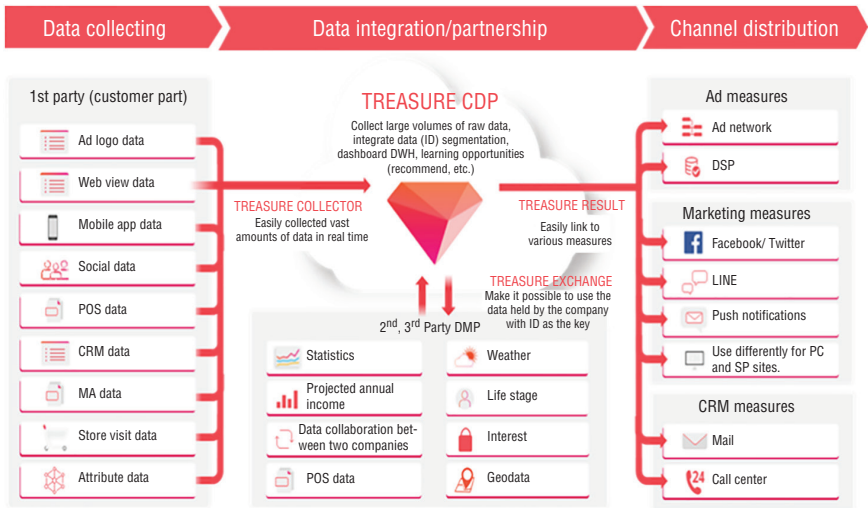 Data collecting
Data integration/partnership
Channel distribution
1st party (customer part)
Ad logo data
Web view data
Mobile app data
Social data
POS data
CRM data
MA data
Store visit data
Attribute data
TREASURE CDP
Collect large volumes of raw data,
integrate data (ID) segmentation,
dashboard DWH, learning opportunities
(recommend, etc.)
TREASURE COLLECTOR
Easily collected vast
amounts of data in real time
TREASURE RESULT
Easily link to
various measures
TREASURE EXCHANGE
Make it possible to use the
data held by the company
with ID as the key
2nd, 3rd Party DMP
Statistics
Projected annual
income
Data collaboration bet-
ween two companies
POS data
Weather
Life stage
Interest
Geodata
Ad measures
Ad network
DSP
Marketing measures
f
Facebook/ Twitter
LINE
Push notifications
Use differently for PC
and SP sites.
CRM measures
Mail
24
Call center